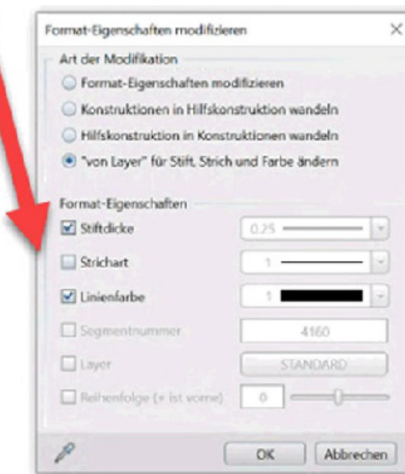 Format-Eigenschaften modifizieren
Art der Modifikation
Format-Eigenschaften modifizieren
Konstruktionen in Hilfskonstruktion wandeln
Hilfskonstruktion in Konstruktionen wandeln
"von Layer" für Stift, Strich und Farbe ändern
Format-Eigenschaften
Stiftdicke 0.25
Strichart 1
Linienfarbe 1
Segmentnummer 4160
Layer STANDARD
Reihenfolge (+ ist vorne) 0
OK Abbrechen